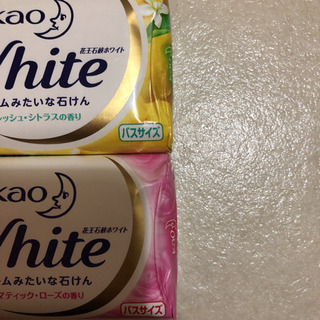 kao
花王石鹸ホワイト
White
ームみたいな石けん
レッシュ・シトラスの香り
バスサイズ
kao
花王石鹸ホワイト
White
ームみたいな石けん
マティック・ローズの香り
バスサイズ